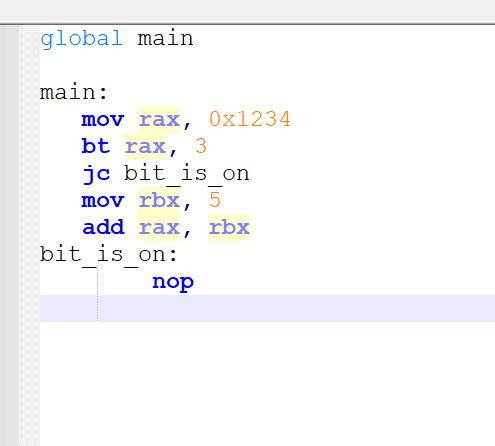 global main
main:
mov rax, 0x1234
bt rax, 3
jc bit_is_on
mov rbx, 5
add rax, rbx
bit_is_on:
nop